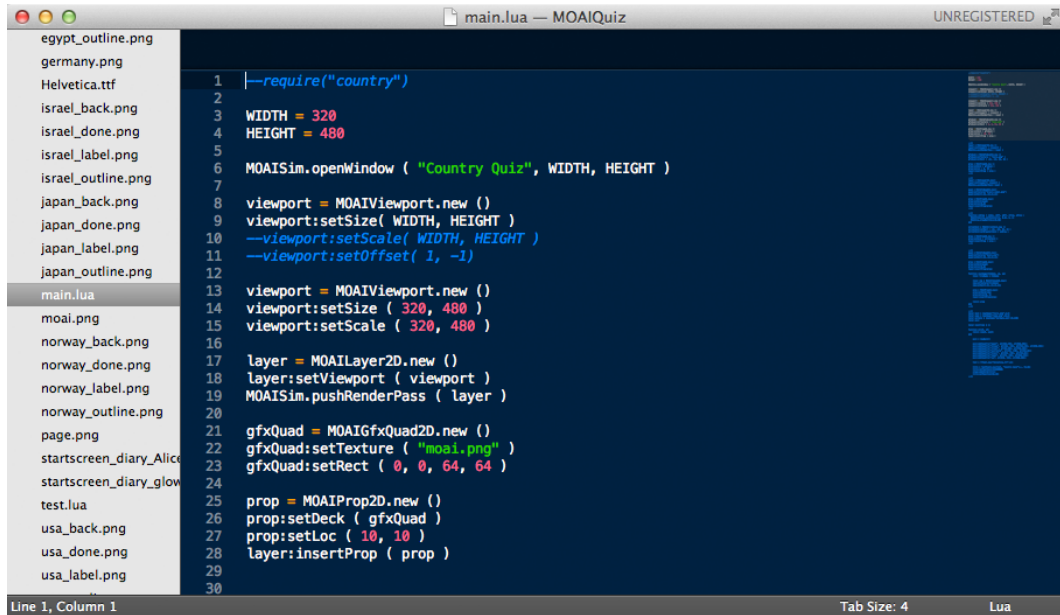 main.lua — MOAIQuiz
UNREGISTERED
egypt_outline.png
germany.png
Helvetica.ttf
israel_back.png
israel_done.png
israel_label.png
israel_outline.png
japan_back.png
japan_done.png
japan_label.png
japan_outline.png
main.lua
moai.png
norway_back.png
norway_done.png
norway_label.png
norway_outline.png
page.png
startscreen_diary_Alice
startscreen_diary_glow
test.lua
usa_back.png
usa_done.png
usa_label.png
1 --require("country")
2
3 WIDTH = 320
4 HEIGHT = 480
5
6 MOAISim.openWindow ( "Country Quiz", WIDTH, HEIGHT )
7
8 viewport = MOAIViewport.new ()
9 viewport:setSize( WIDTH, HEIGHT )
10 --viewport:setScale( WIDTH, HEIGHT )
11 --viewport:setOffset( 1, -1)
12
13 viewport = MOAIViewport.new ()
14 viewport:setSize ( 320, 480 )
15 viewport:setScale ( 320, 480 )
16
17 layer = MOAILayer2D.new ()
18 layer:setViewport ( viewport )
19 MOAISim.pushRenderPass ( layer )
20
21 gfxQuad = MOAIGfxQuad2D.new ()
22 gfxQuad:setTexture ( "moai.png" )
23 gfxQuad:setRect ( 0, 0, 64, 64 )
24
25 prop = MOAIProp2D.new ()
26 prop:setDeck ( gfxQuad )
27 prop:setLoc ( 10, 10 )
28 layer:insertProp ( prop )
29
30
Line 1, Column 1
Tab Size: 4
Lua